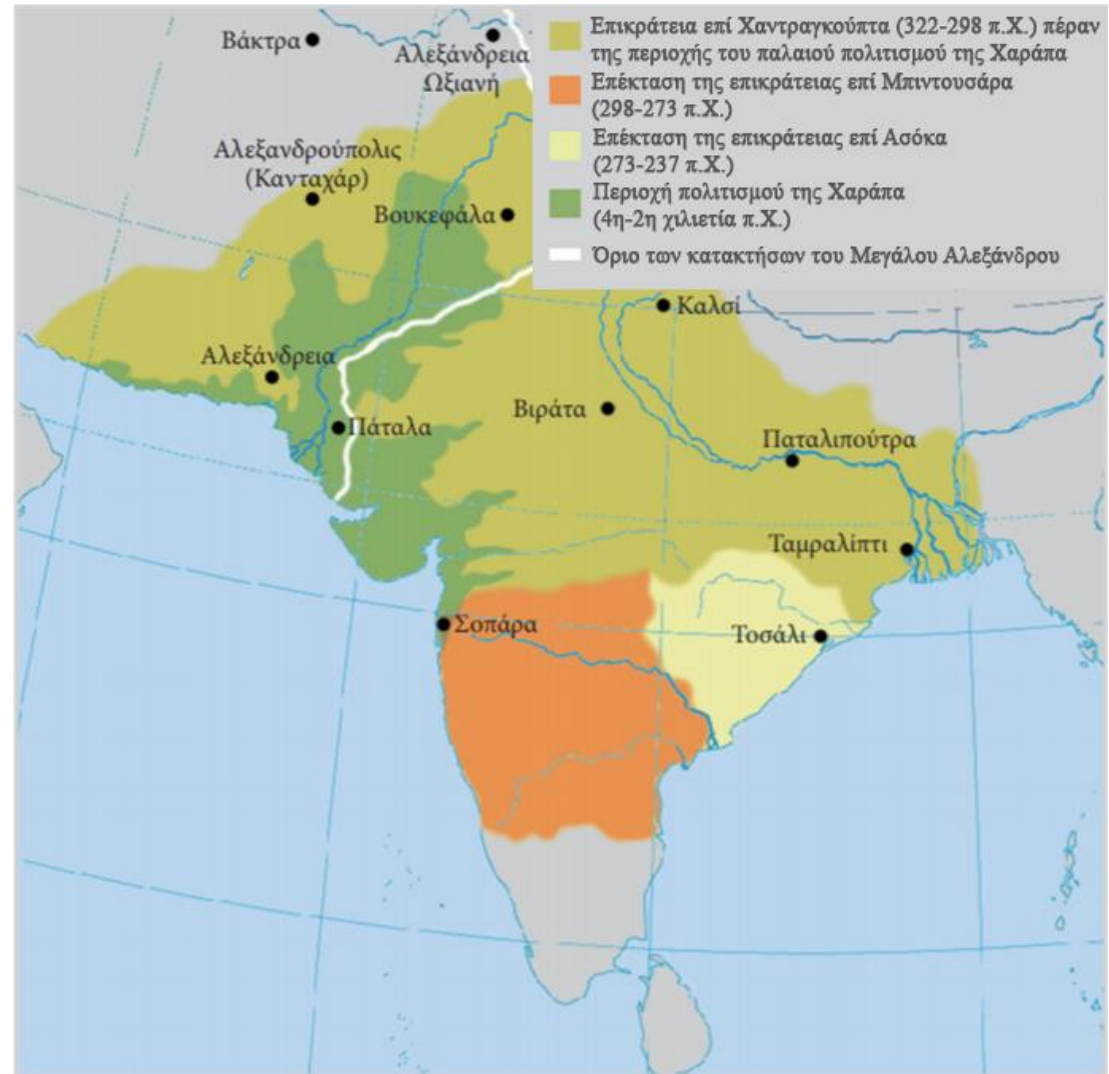 Επικράτεια επί Χαντραγκούπτα (322-298 π.Χ.) πέραν
της περιοχής του παλαιού πολιτισμού της Χαράπα
Επέκταση της επικράτειας επί Μπιντουσάρα
(298-273 π.Χ.)
Επέκταση της επικράτειας επί Ασόκα
(273-237 π.Χ.)
Περιοχή πολιτισμού της Χαράπα
(4η-2η χιλιετία π.Χ.)
Όριο των κατακτήσων του Μεγάλου Αλεξάνδρου
Βάκτρα
Αλεξάνδρεια
Ωξιανή
Αλεξανδρούπολις
(Κανταχάρ)
Βουκεφάλα
Καλσί
Αλεξάνδρεια
Βιράτα
Πάταλα
Παταλιπούτρα
Ταμραλίπτι
Σοπάρα
Τοσάλι